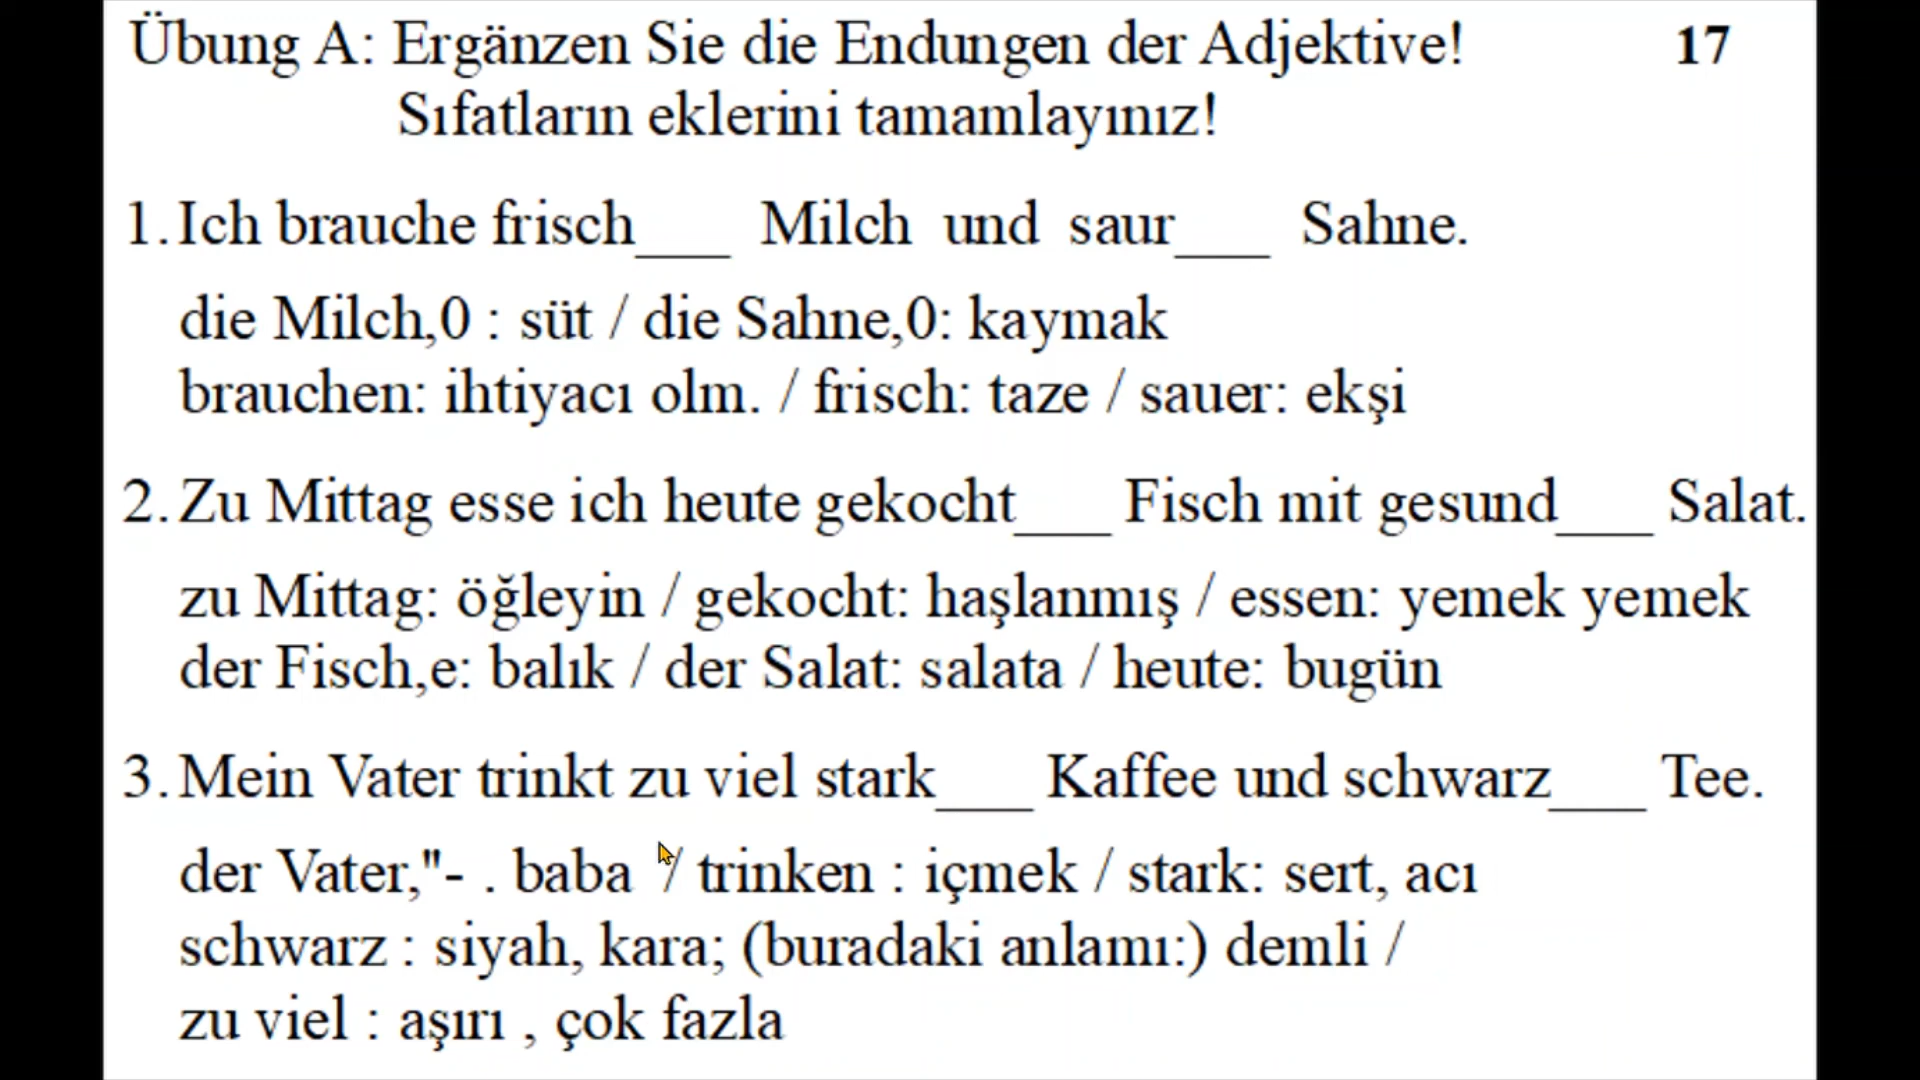 Übung A: Ergänzen Sie die Endungen der Adjektive! 17
Sıfatların eklerini tamamlayınız!
1. Ich brauche frisch___ Milch und saur___ Sahne.
die Milch,0 : süt / die Sahne,0: kaymak
brauchen: ihtiyacı olm. / frisch: taze / sauer: ekşi
2. Zu Mittag esse ich heute gekocht___ Fisch mit gesund___ Salat.
zu Mittag: öğleyin / gekocht: haşlanmış / essen: yemek yemek
der Fisch,e: balık / der Salat: salata / heute: bugün
3. Mein Vater trinkt zu viel stark___ Kaffee und schwarz___ Tee.
der Vater,"- . baba / trinken : içmek / stark: sert, acı
schwarz : siyah, kara; (buradaki anlamı:) demli /
zu viel : aşırı , çok fazla